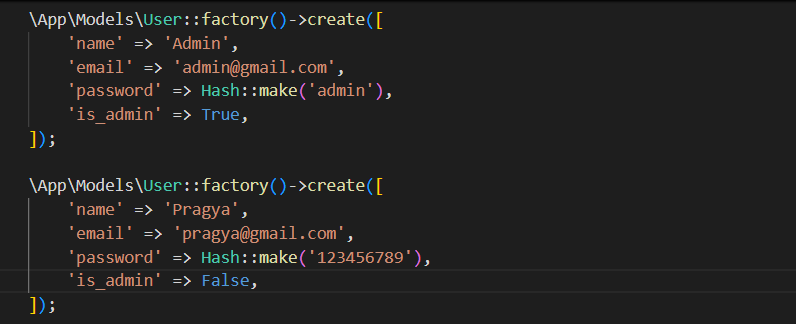 \App\Models\User::factory()->create([
'name' => 'Admin',
'email' => 'admin@gmail.com',
'password' => Hash::make('admin'),
'is_admin' => True,
]);
\App\Models\User::factory()->create([
'name' => 'Pragya',
'email' => 'pragya@gmail.com',
'password' => Hash::make('123456789'),
'is_admin' => False,
]);